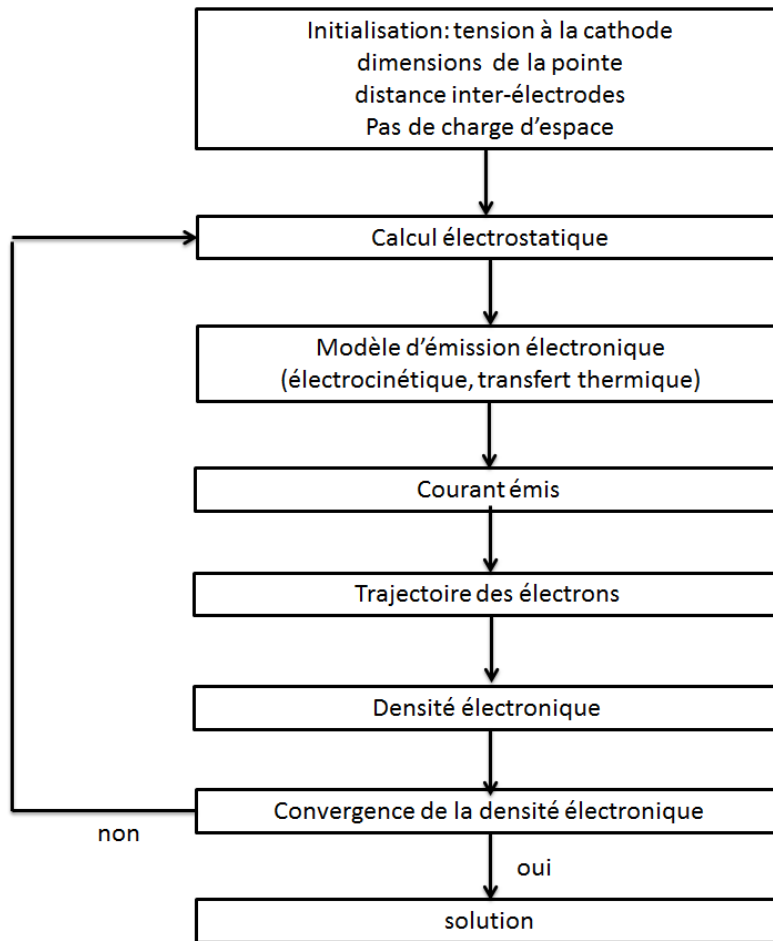 Initialisation: tension à la cathode
dimensions de la pointe
distance inter-électrodes
Pas de charge d'espace
Calcul électrostatique
Modèle d'émission électronique
(électrocinétique, transfert thermique)
Courant émis
Trajectoire des électrons
Densité électronique
Convergence de la densité électronique
non
oui
solution